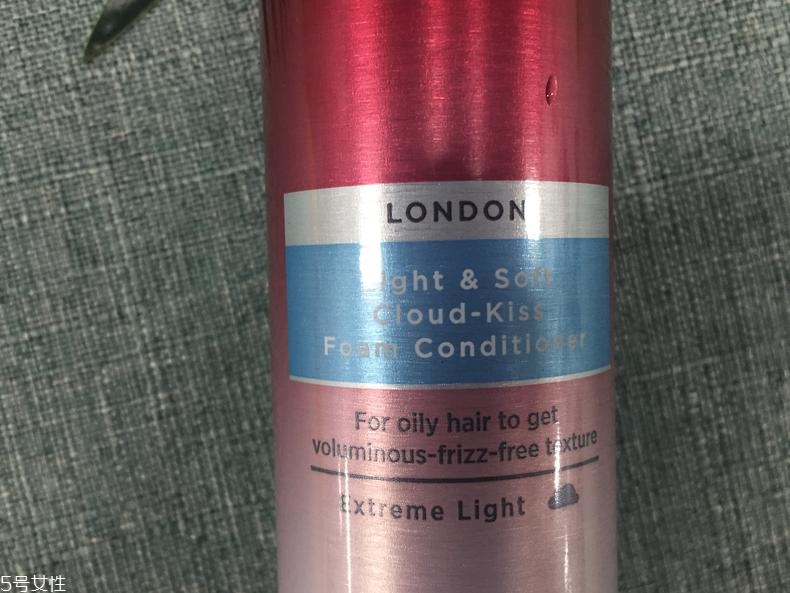 LONDON
Light & Soft
Cloud-Kiss
Foam Conditioner
For oily hair to get
voluminous-frizz-free texture
Extreme Light
5号女性